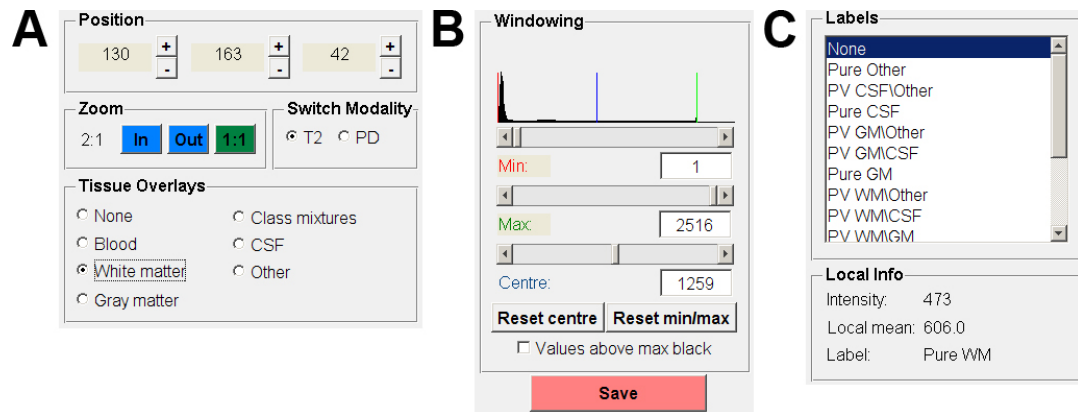 A
Position
130 + - 163 + - 42 + -
Zoom
2:1 In Out 1:1
Switch Modality
T2 PD
Tissue Overlays
None Class mixtures
Blood CSF
White matter Other
Gray matter
B
Windowing
Min: 1
Max: 2516
Centre: 1259
Reset centre Reset min/max
Values above max black
Save
C
Labels
None
Pure Other
PV CSF\Other
Pure CSF
PV GM\Other
PV GM\CSF
Pure GM
PV WM\Other
PV WM\CSF
PV WM\GM
Local Info
Intensity: 473
Local mean: 606.0
Label: Pure WM